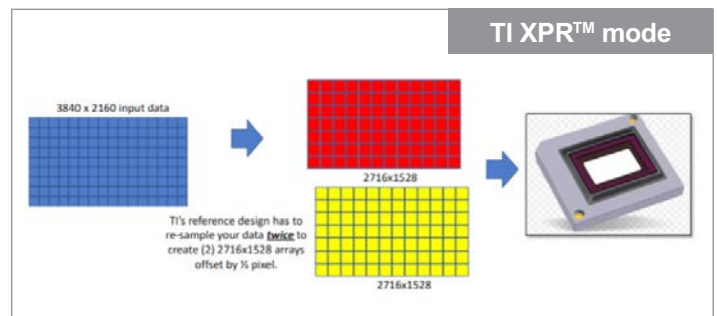 TI XPR™ mode
3840 x 2160 input data
2716x1528
TI's reference design has to
re-sample your data twice to
create (2) 2716x1528 arrays
offset by ½ pixel.
2716x1528